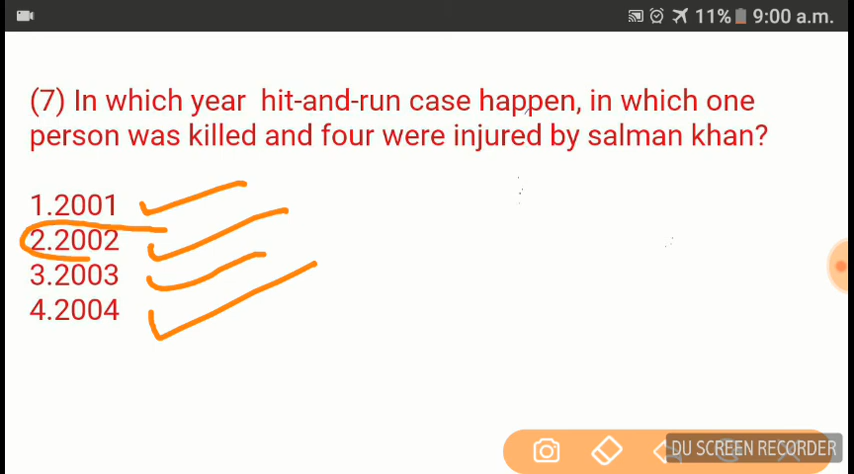 11% 9:00 a.m.
(7) In which year hit-and-run case happen, in which one
person was killed and four were injured by salman khan?
1.2001
2.2002
3.2003
4.2004
DU SCREEN RECORDER